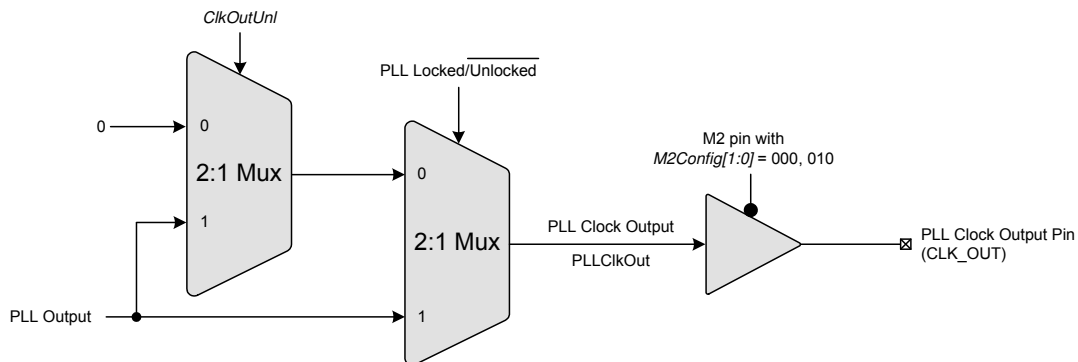 ClkOutUnl
PLL Locked/Unlocked
0
0
M2 pin with
M2Config[1:0] = 000, 010
2:1 Mux
0
1
2:1 Mux
PLL Clock Output
PLLClkOut
PLL Clock Output Pin
(CLK_OUT)
PLL Output
1